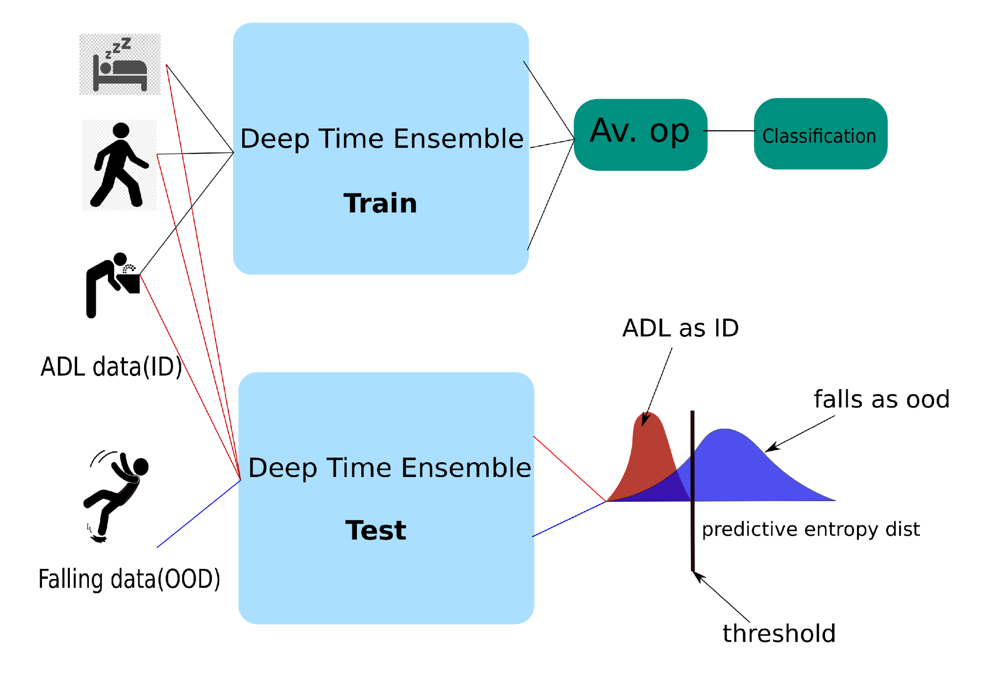 z z Z
Deep Time Ensemble
Train
Av. op
Classification
ADL data(ID)
ADL as ID
falls as ood
Deep Time Ensemble
Test
predictive entropy dist
Falling data(OOD)
threshold